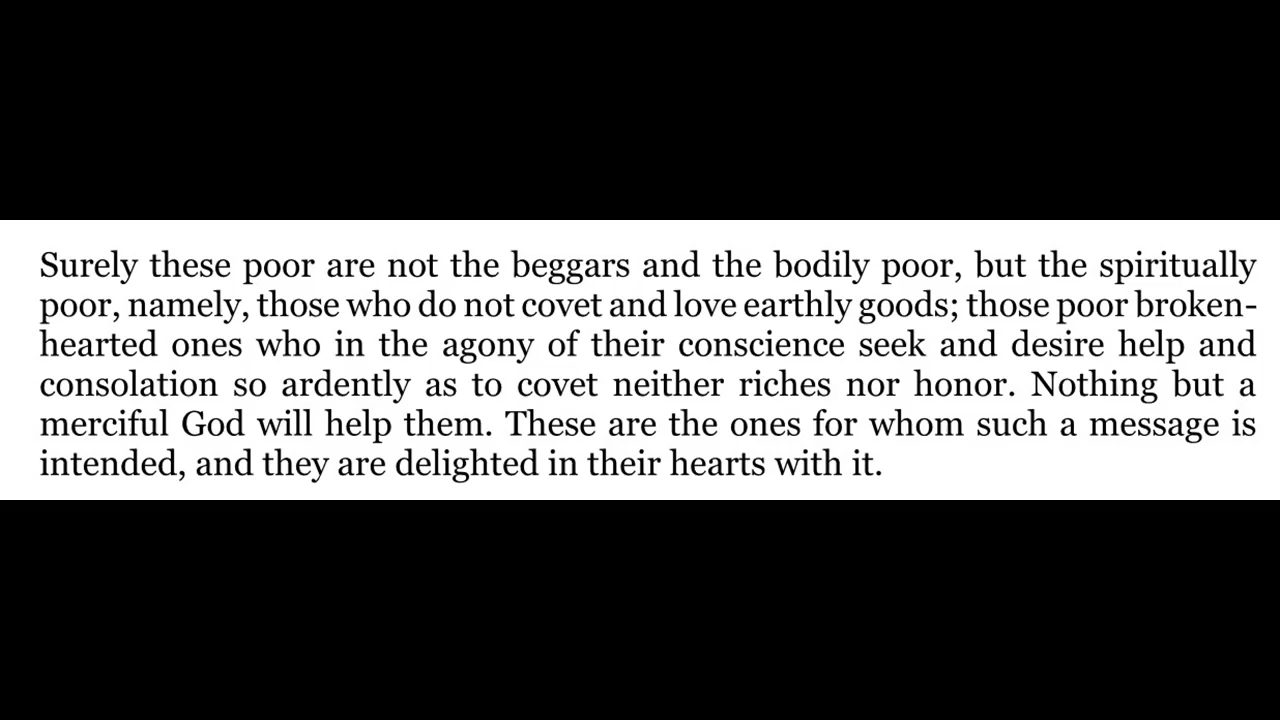 Surely these poor are not the beggars and the bodily poor, but the spiritually
poor, namely, those who do not covet and love earthly goods; those poor broken-
hearted ones who in the agony of their conscience seek and desire help and
consolation so ardently as to covet neither riches nor honor. Nothing but a
merciful God will help them. These are the ones for whom such a message is
intended, and they are delighted in their hearts with it.